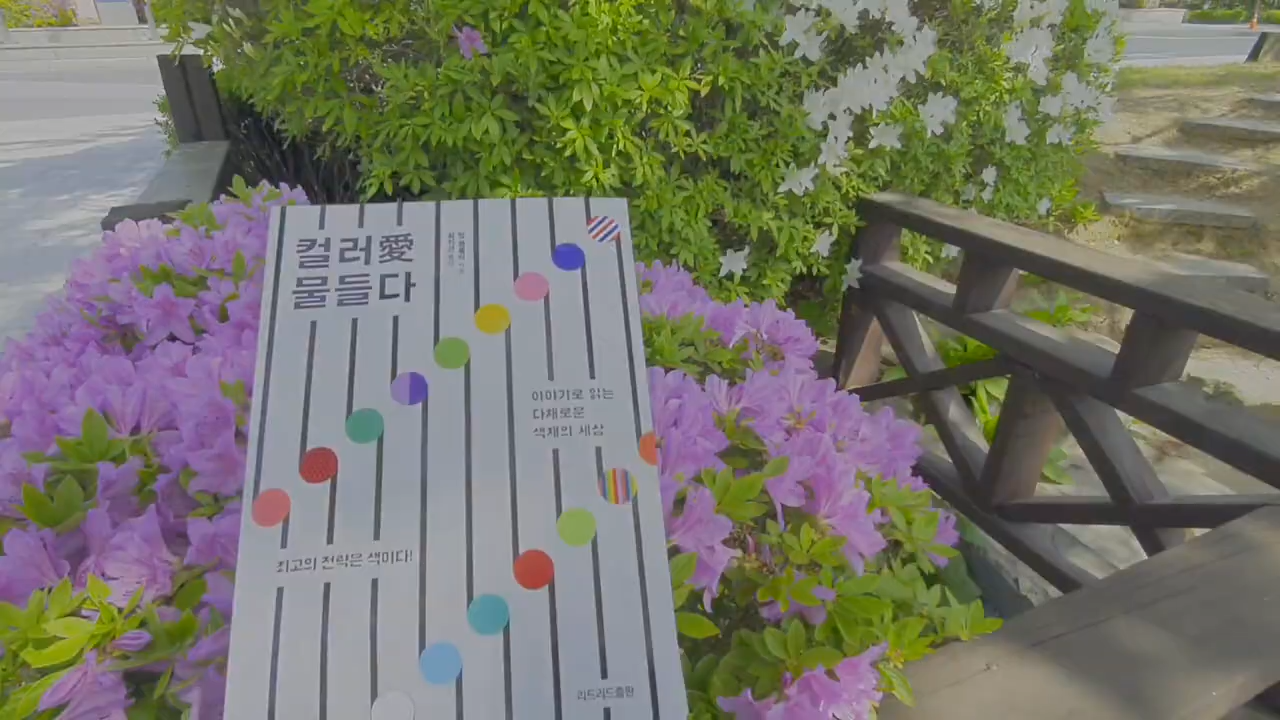 컬러愛
물들다
이야기로 읽는
다채로운
색채의 세상
최고의 전략은 색이다!
리드리드출판